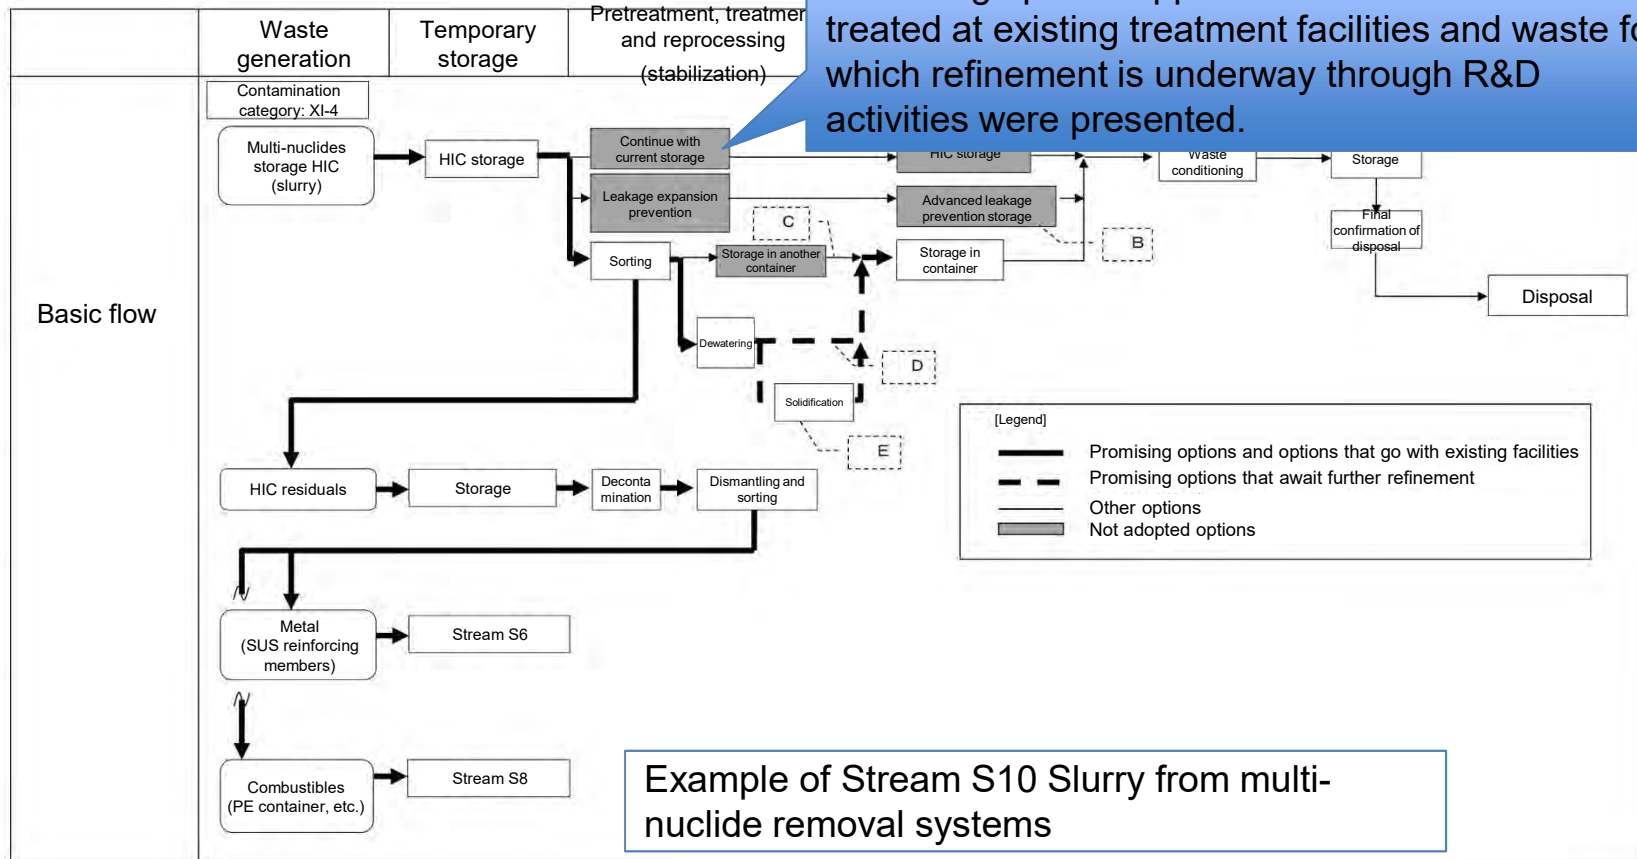 Waste
generation
Temporary
storage
Pretreatment, treatmen
and reprocessing
(stabilization)
treated at existing treatment facilities and waste fo
which refinement is underway through R&D
activities were presented.
Contamination
category: XI-4
Multi-nuclides
storage HIC
(slurry)
HIC storage
Continue with
current storage
HIC storage
Waste
conditioning
Storage
Leakage expansion
prevention
Advanced leakage
prevention storage
Final
confirmation of
disposal
C
B
Sorting
Storage in another
container
Storage in
container
Disposal
Basic flow
Dewatering
D
Solidification
E
[Legend]
Promising options and options that go with existing facilities
Promising options that await further refinement
Other options
Not adopted options
HIC residuals
Storage
Deconta
mination
Dismantling and
sorting
Metal
(SUS reinforcing
members)
Stream S6
Combustibles
(PE container, etc.)
Stream S8
Example of Stream S10 Slurry from multi-
nuclide removal systems